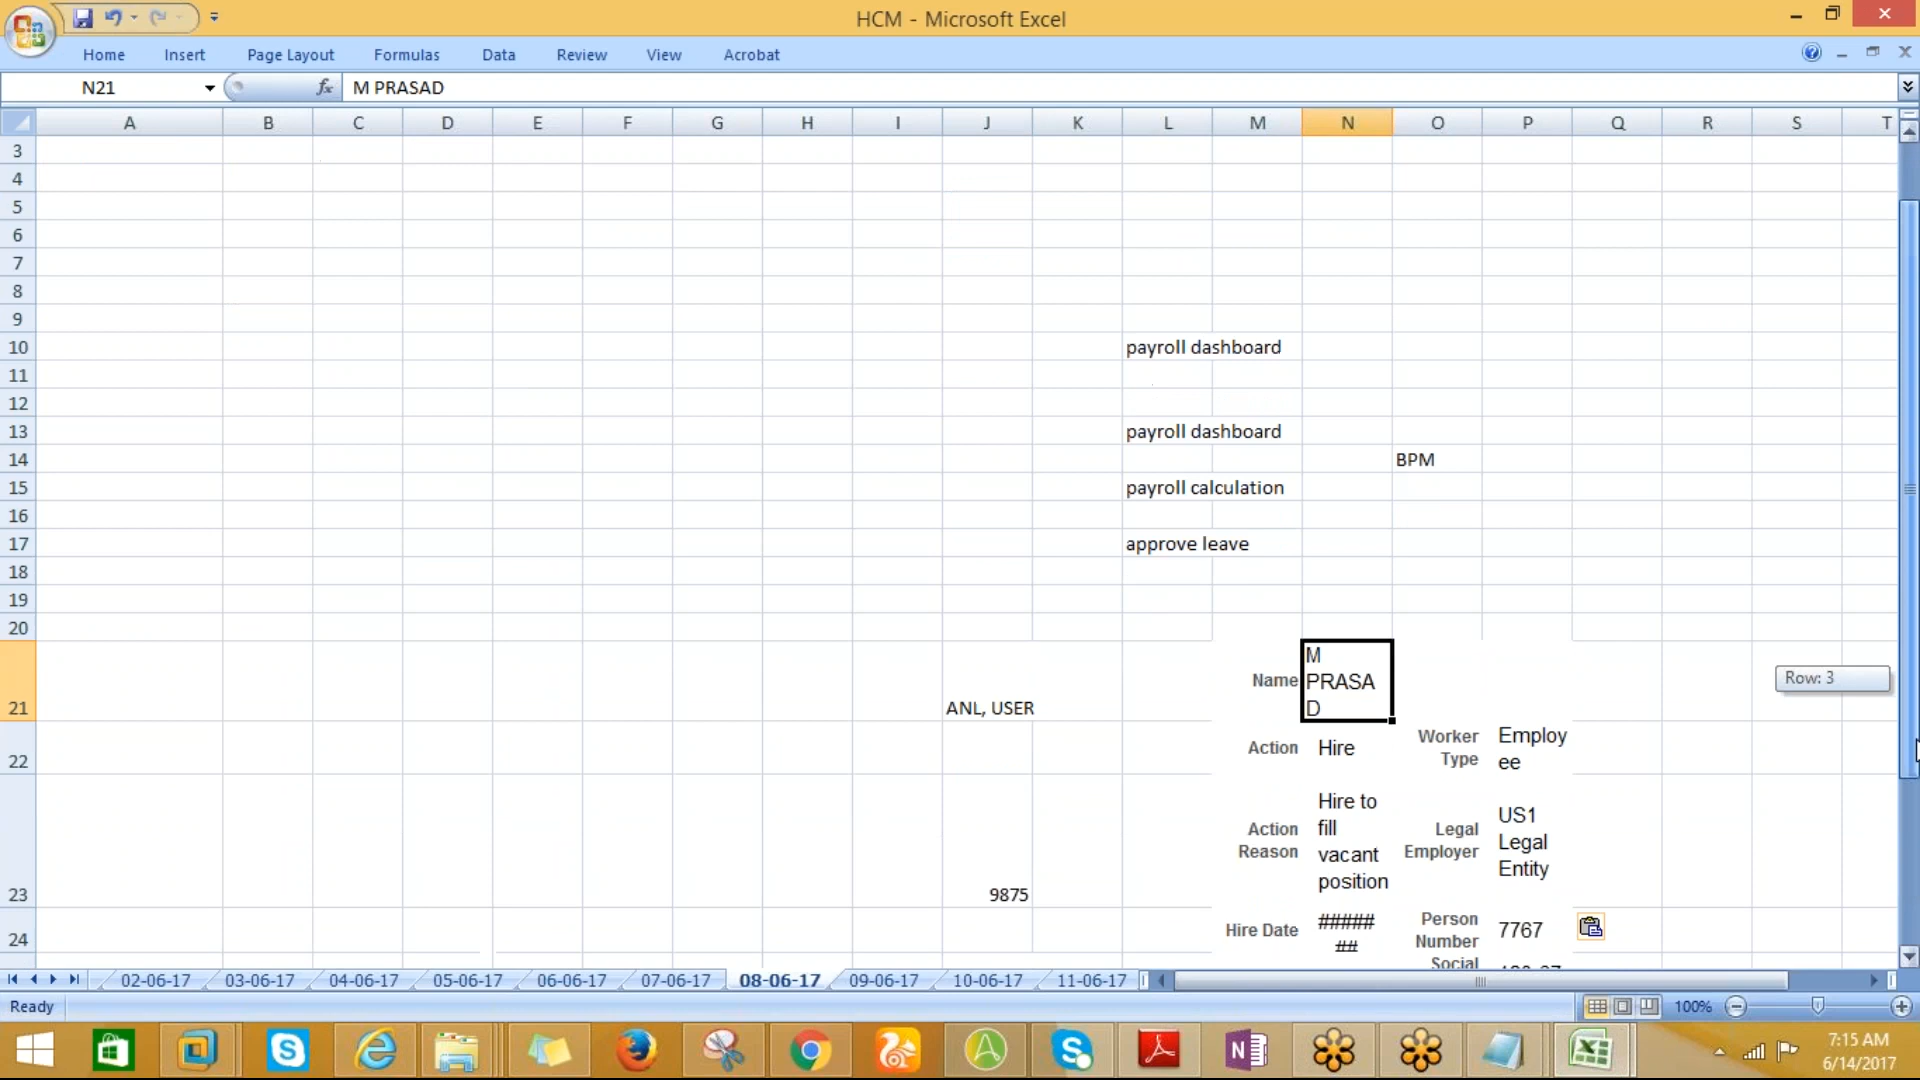 HCM - Microsoft Excel
Home Insert Page Layout Formulas Data Review View Acrobat
N21 fx M PRASAD
A B C D E F G H I J K L M N O P Q R S T
3
4
5
6
7
8
9
10 payroll dashboard
11
12
13 payroll dashboard
14 BPM
15 payroll calculation
16
17 approve leave
18
19
20
M
Name PRASA Row: 3
21 ANL, USER D
Action Hire Worker Employ
22 Type ee
Hire to
Action fill Legal US1
Reason vacant Employer Legal
position Entity
23 9875
Hire Date ##### Person 7767
24 ## Number
Social
02-06-17 03-06-17 04-06-17 05-06-17 06-06-17 07-06-17 08-06-17 09-06-17 10-06-17 11-06-17
Ready 100%
7:15 AM
6/14/2017